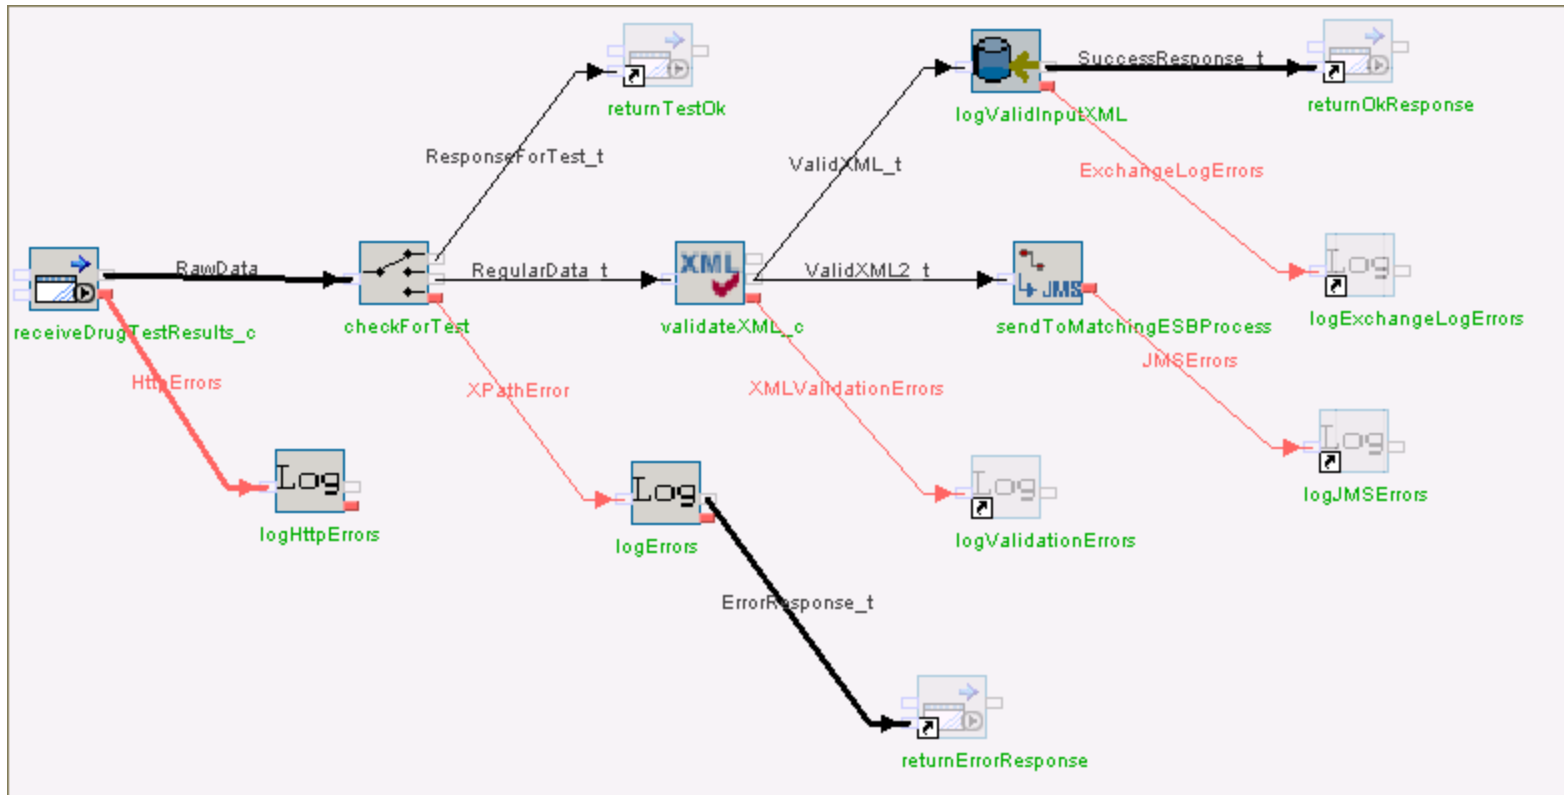 returnTestOk
SuccessResponse_t
returnOkResponse
logValidInputXML
ResponseForTest_t
ValidXML_t
ExchangeLogErrors
RawData
RegularData_t
XML
ValidXML2_t
JMS
Log
receiveDrugTestResults_c
checkForTest
validateXML_c
sendToMatchingESBProcess
logExchangeLogErrors
HttpErrors
XPathError
XMLValidationErrors
JMSErrors
Log
Log
Log
Log
logHttpErrors
logErrors
logValidationErrors
logJMSErrors
ErrorResponse_t
returnErrorResponse